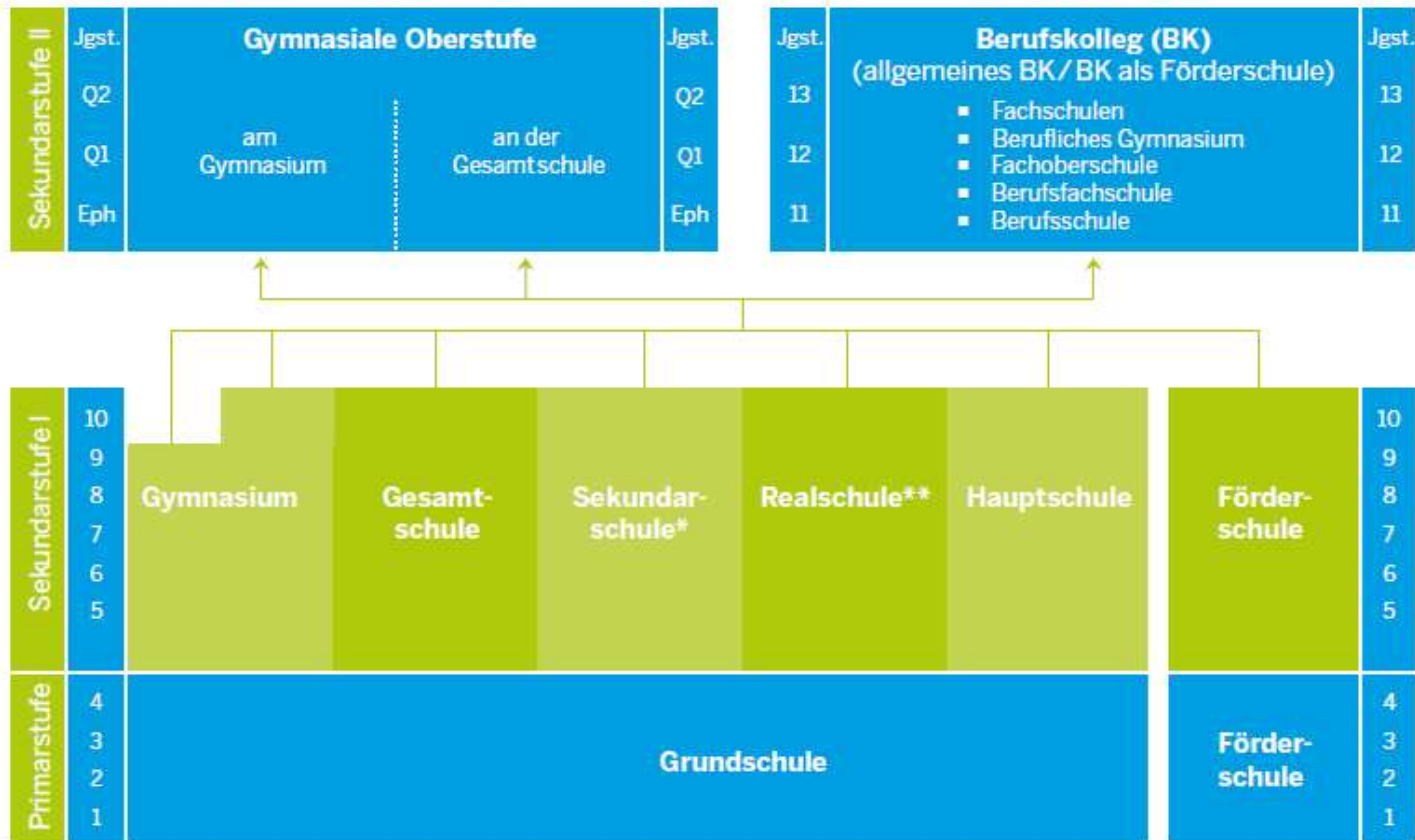 Sekundarstufe II
Jgst.
Q2
Q1
Eph
Gymnasiale Oberstufe
am
Gymnasium
an der
Gesamtschule
Jgst.
Q2
Q1
Eph
Jgst.
13
12
11
Berufskolleg (BK)
(allgemeines BK/BK als Förderschule)
▪ Fachschulen
▪ Berufliches Gymnasium
▪ Fachoberschule
▪ Berufsfachschule
▪ Berufsschule
Jgst.
13
12
11
Sekundarstufe I
10
9
8
7
6
5
Gymnasium
Gesamt-
schule
Sekundar-
schule*
Realschule**
Hauptschule
Förder-
schule
10
9
8
7
6
5
Primarstufe
4
3
2
1
Grundschule
Förder-
schule
4
3
2
1